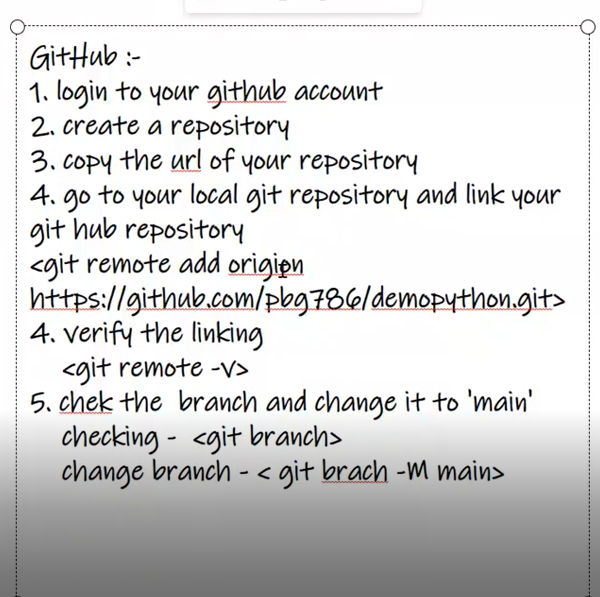 GitHub :-
1. login to your github account
2. create a repository
3. copy the url of your repository
4. go to your local git repository and link your
git hub repository
<git remote add origion
https://github.com/pbg786/demopython.git>
4. verify the linking
<git remote -v>
5. chek the branch and change it to 'main'
checking - <git branch>
change branch - < git brach -M main>